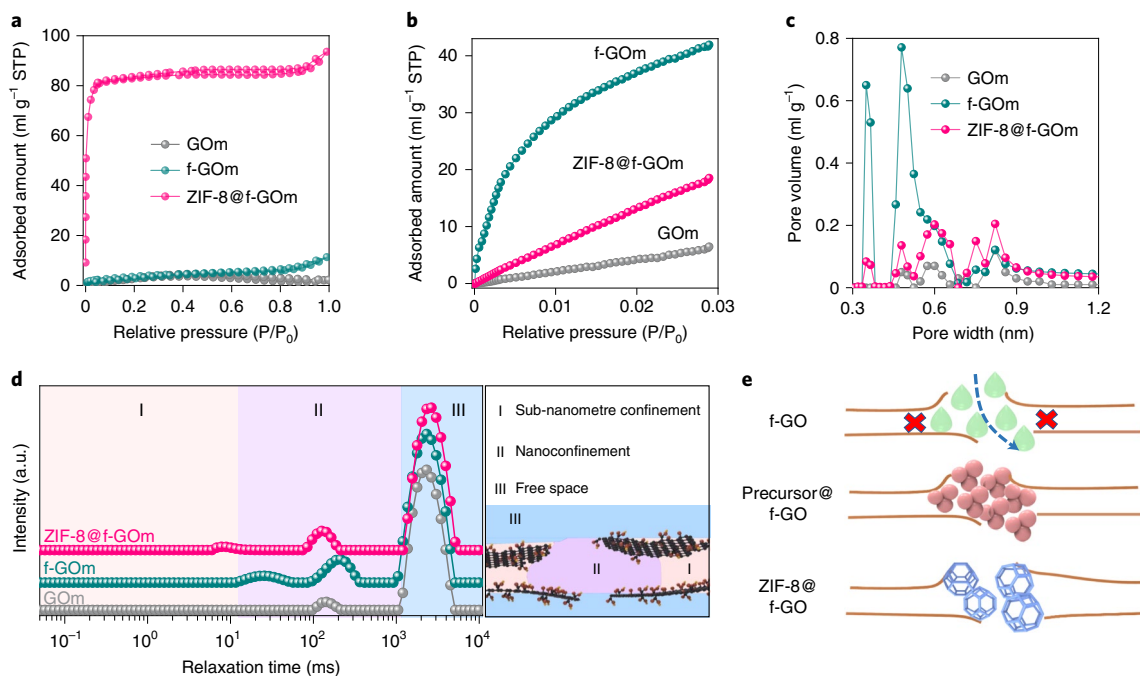 a
Adsorbed amount (ml g⁻¹ STP)
100
80
60
40
20
0
GOm
f-GOm
ZIF-8@f-GOm
0 0.2 0.4 0.6 0.8 1.0
Relative pressure (P/P₀)
b
Adsorbed amount (ml g⁻¹ STP)
40
20
0
f-GOm
ZIF-8@f-GOm
GOm
0 0.01 0.02 0.03
Relative pressure (P/P₀)
c
Pore volume (ml g⁻¹)
0.8
0.6
0.4
0.2
0
GOm
f-GOm
ZIF-8@f-GOm
0.3 0.6 0.9 1.2
Pore width (nm)
d
Intensity (a.u.)
I
II
III
ZIF-8@f-GOm
f-GOm
GOm
10⁻¹ 10⁰ 10¹ 10² 10³ 10⁴
Relaxation time (ms)
I Sub-nanometre confinement
II Nanoconfinement
III Free space
III
II
I
e
f-GO
Precursor@
f-GO
ZIF-8@
f-GO